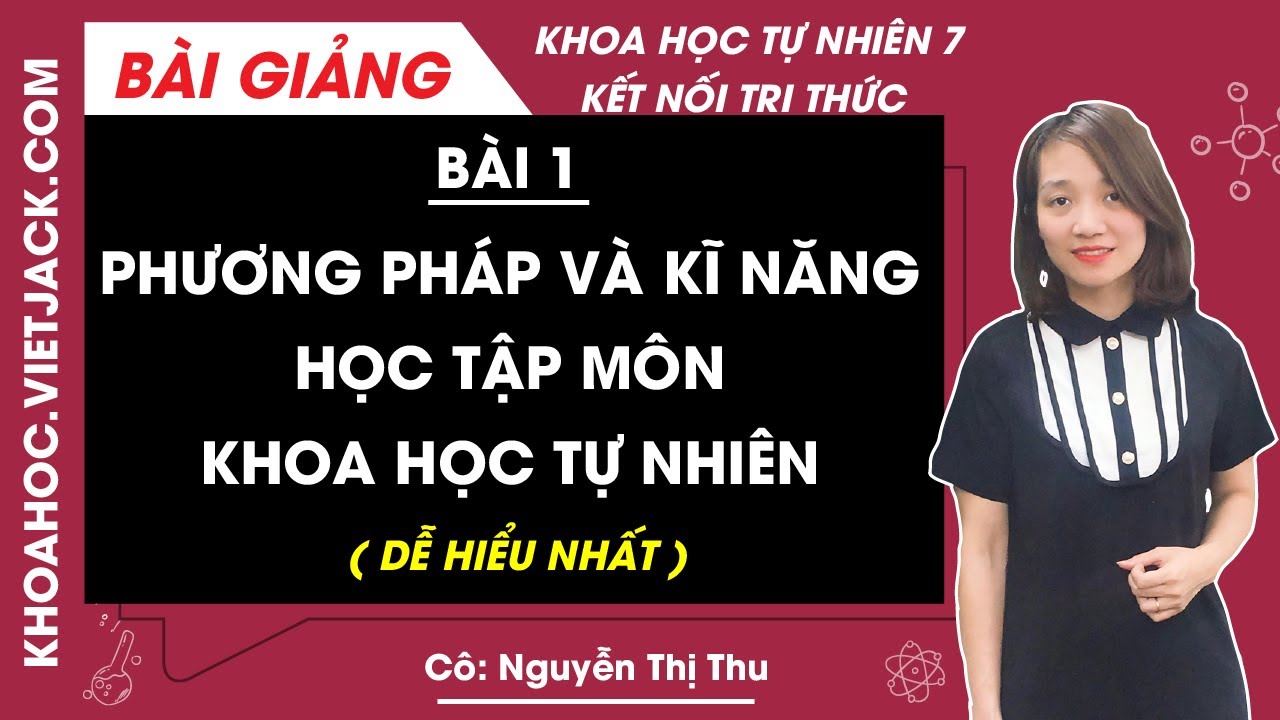 BÀI GIẢNG
KHOA HỌC TỰ NHIÊN 7
KẾT NỐI TRI THỨC
BÀI 1
PHƯƠNG PHÁP VÀ KĨ NĂNG
HỌC TẬP MÔN
KHOA HỌC TỰ NHIÊN
( DỄ HIỂU NHẤT )
Cô: Nguyễn Thị Thu
KHOAHOC.VIETJACK.COM